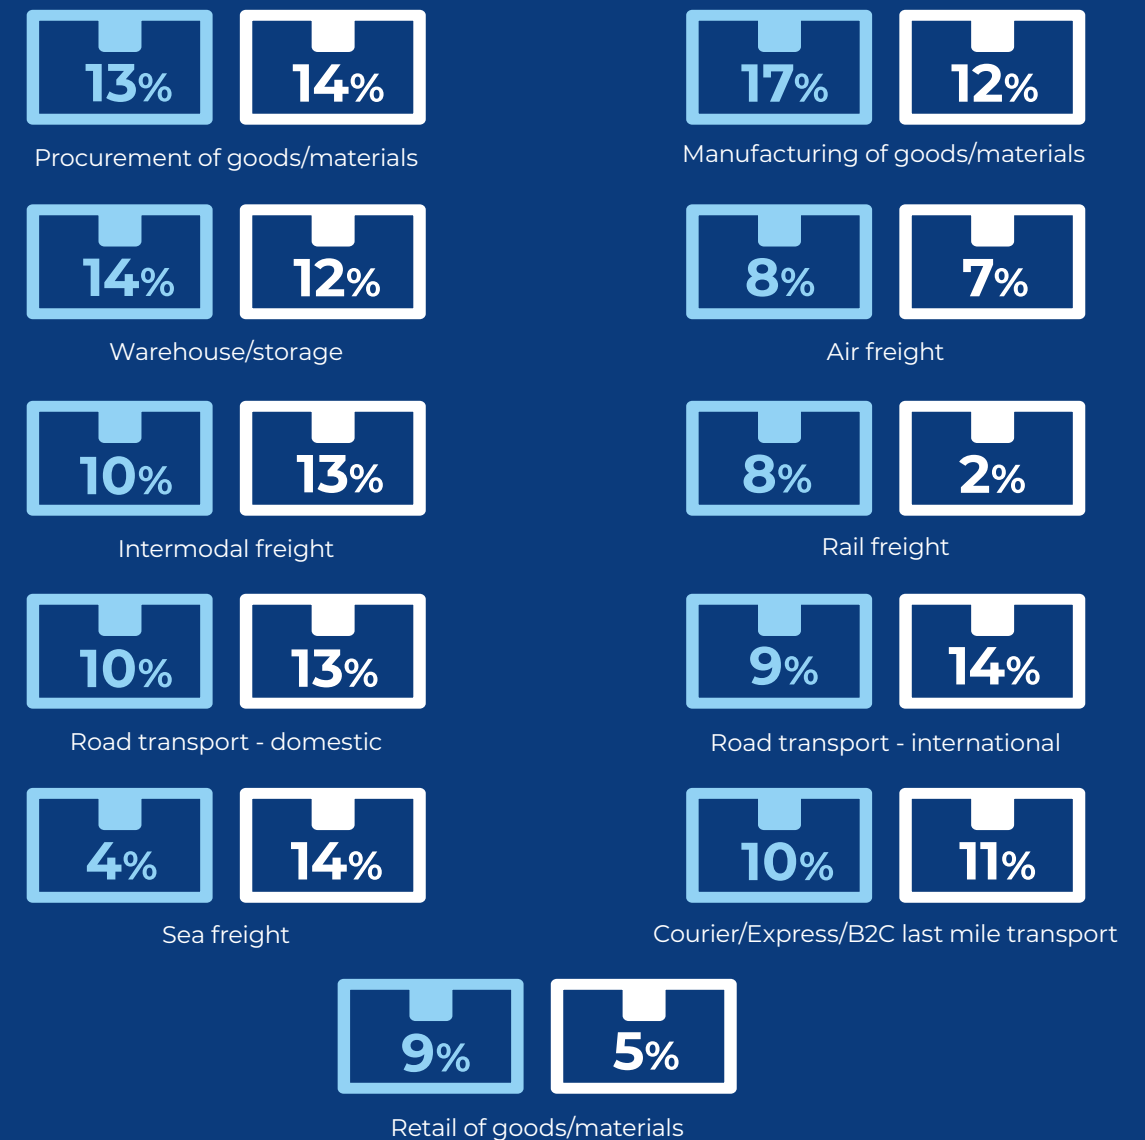 13% 14%
Procurement of goods/materials
17% 12%
Manufacturing of goods/materials
14% 12%
Warehouse/storage
8% 7%
Air freight
10% 13%
Intermodal freight
8% 2%
Rail freight
10% 13%
Road transport - domestic
9% 14%
Road transport - international
4% 14%
Sea freight
10% 11%
Courier/Express/B2C last mile transport
9% 5%
Retail of goods/materials